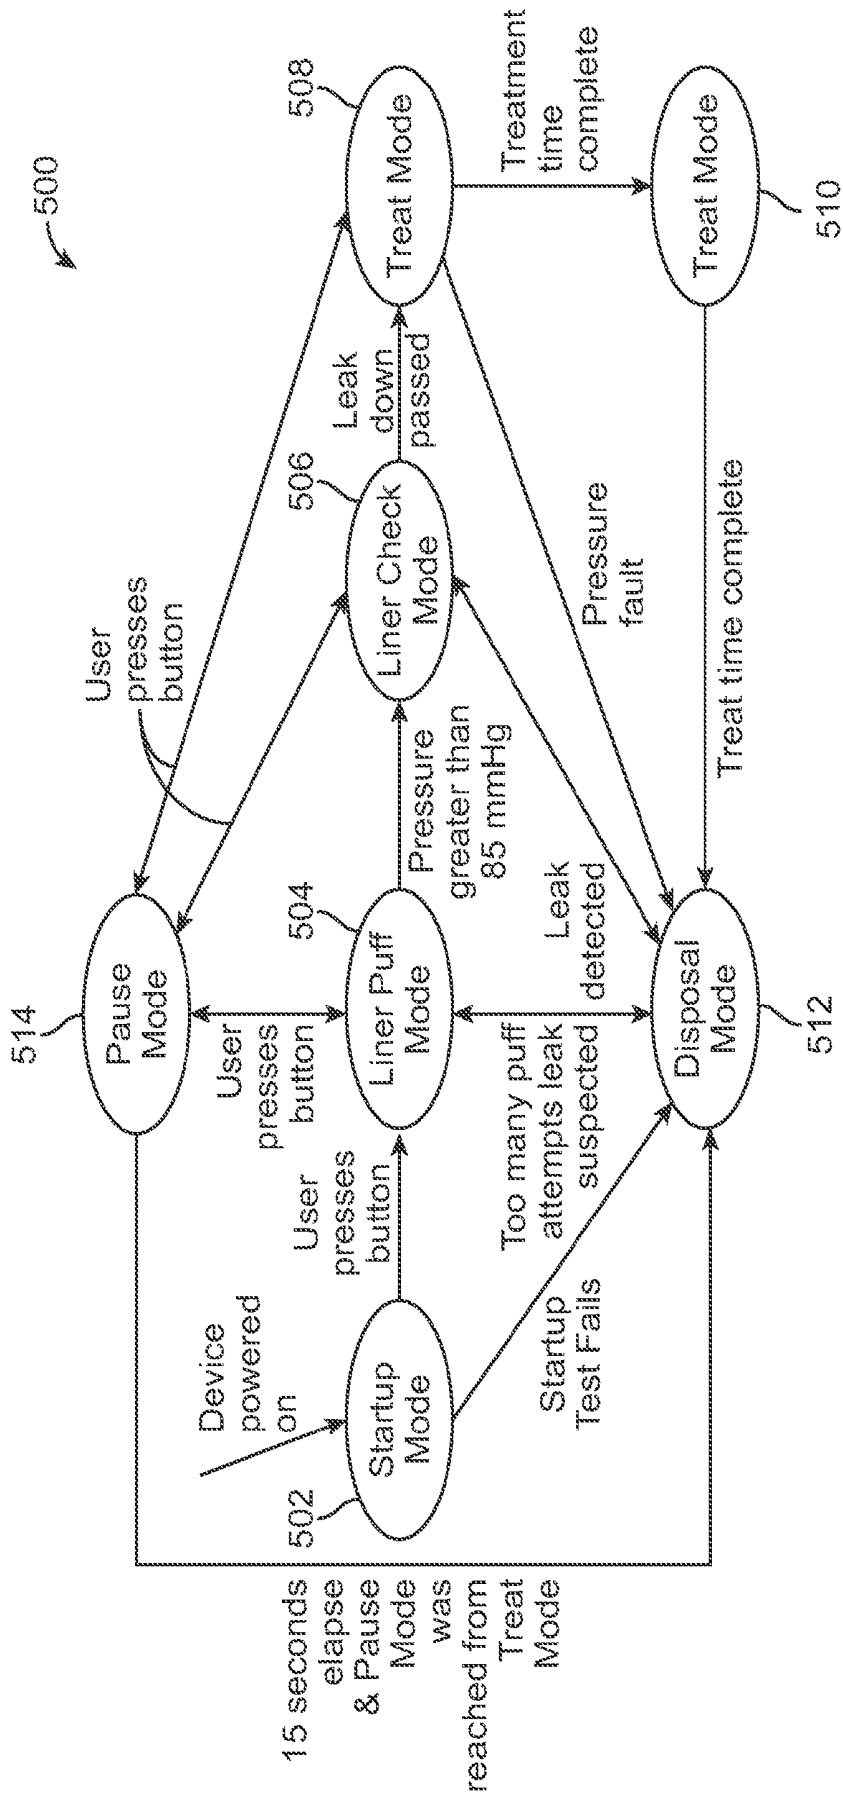 500
User
presses
button
514
Pause
Mode
508
Treat Mode
Device
powered
on
User
presses
button
User
presses
button
504
506
Leak
down
passed
Treatment
time
complete
502
Startup
Mode
Liner Puff
Mode
Liner Check
Mode
Pressure
greater than
85 mmHg
15 seconds
elapse
& Pause
Mode
was
reached from
Treat
Mode
Startup
Test Fails
Too many puff
attempts leak
suspected
Leak
detected
Pressure
fault
Disposal
Mode
512
Treat time complete
Treat Mode
510